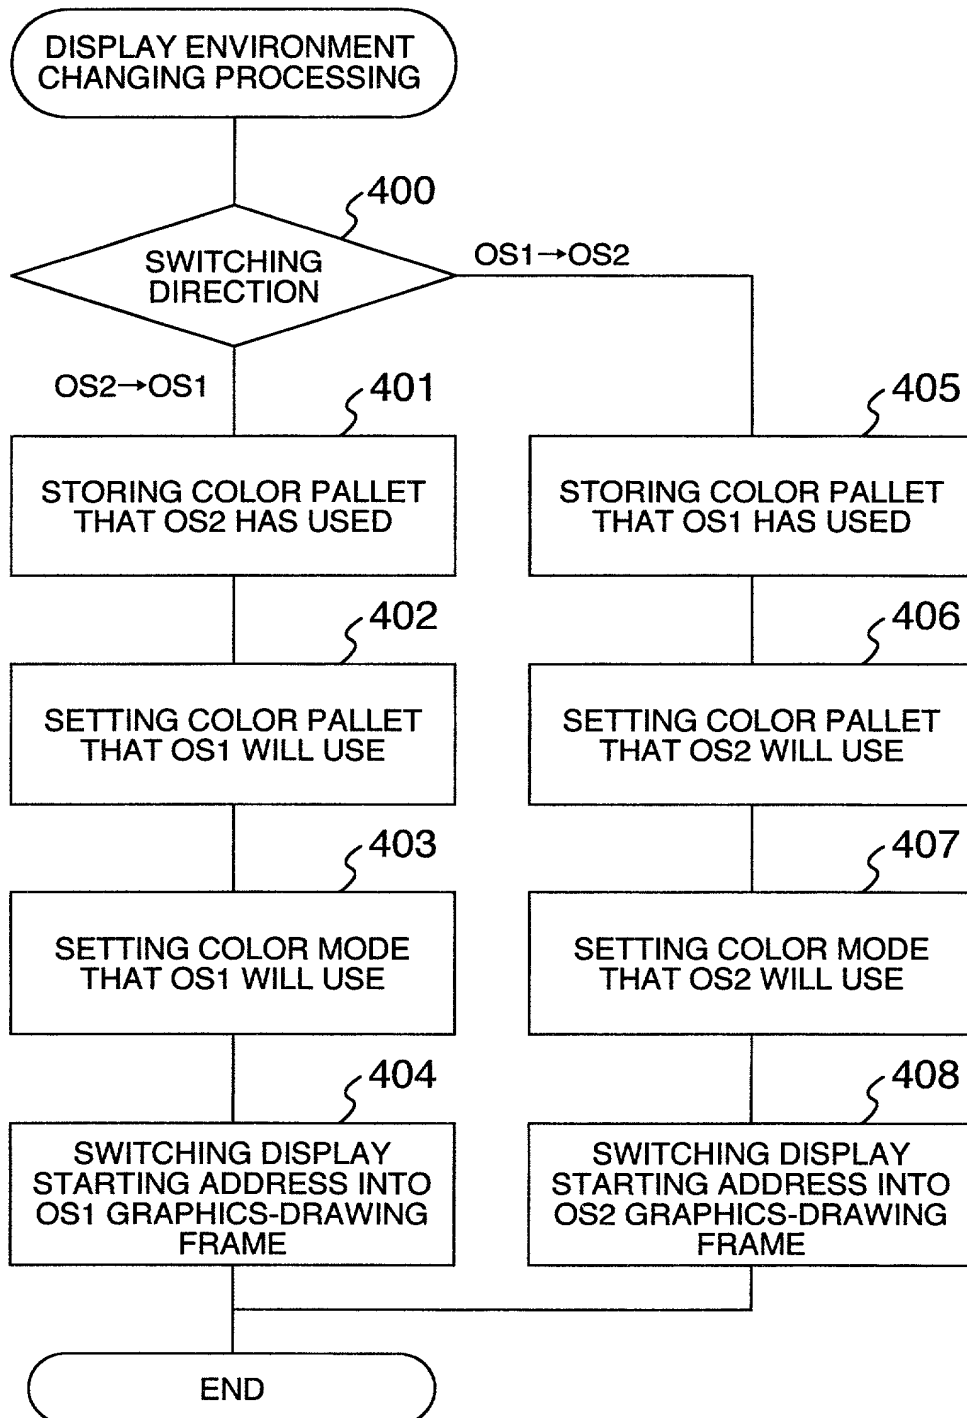 DISPLAY ENVIRONMENT
CHANGING PROCESSING
400
SWITCHING
DIRECTION
OS1→OS2
OS2→OS1
401
STORING COLOR PALLET
THAT OS2 HAS USED
405
STORING COLOR PALLET
THAT OS1 HAS USED
402
SETTING COLOR PALLET
THAT OS1 WILL USE
406
SETTING COLOR PALLET
THAT OS2 WILL USE
403
SETTING COLOR MODE
THAT OS1 WILL USE
407
SETTING COLOR MODE
THAT OS2 WILL USE
404
SWITCHING DISPLAY
STARTING ADDRESS INTO
OS1 GRAPHICS-DRAWING
FRAME
408
SWITCHING DISPLAY
STARTING ADDRESS INTO
OS2 GRAPHICS-DRAWING
FRAME
END